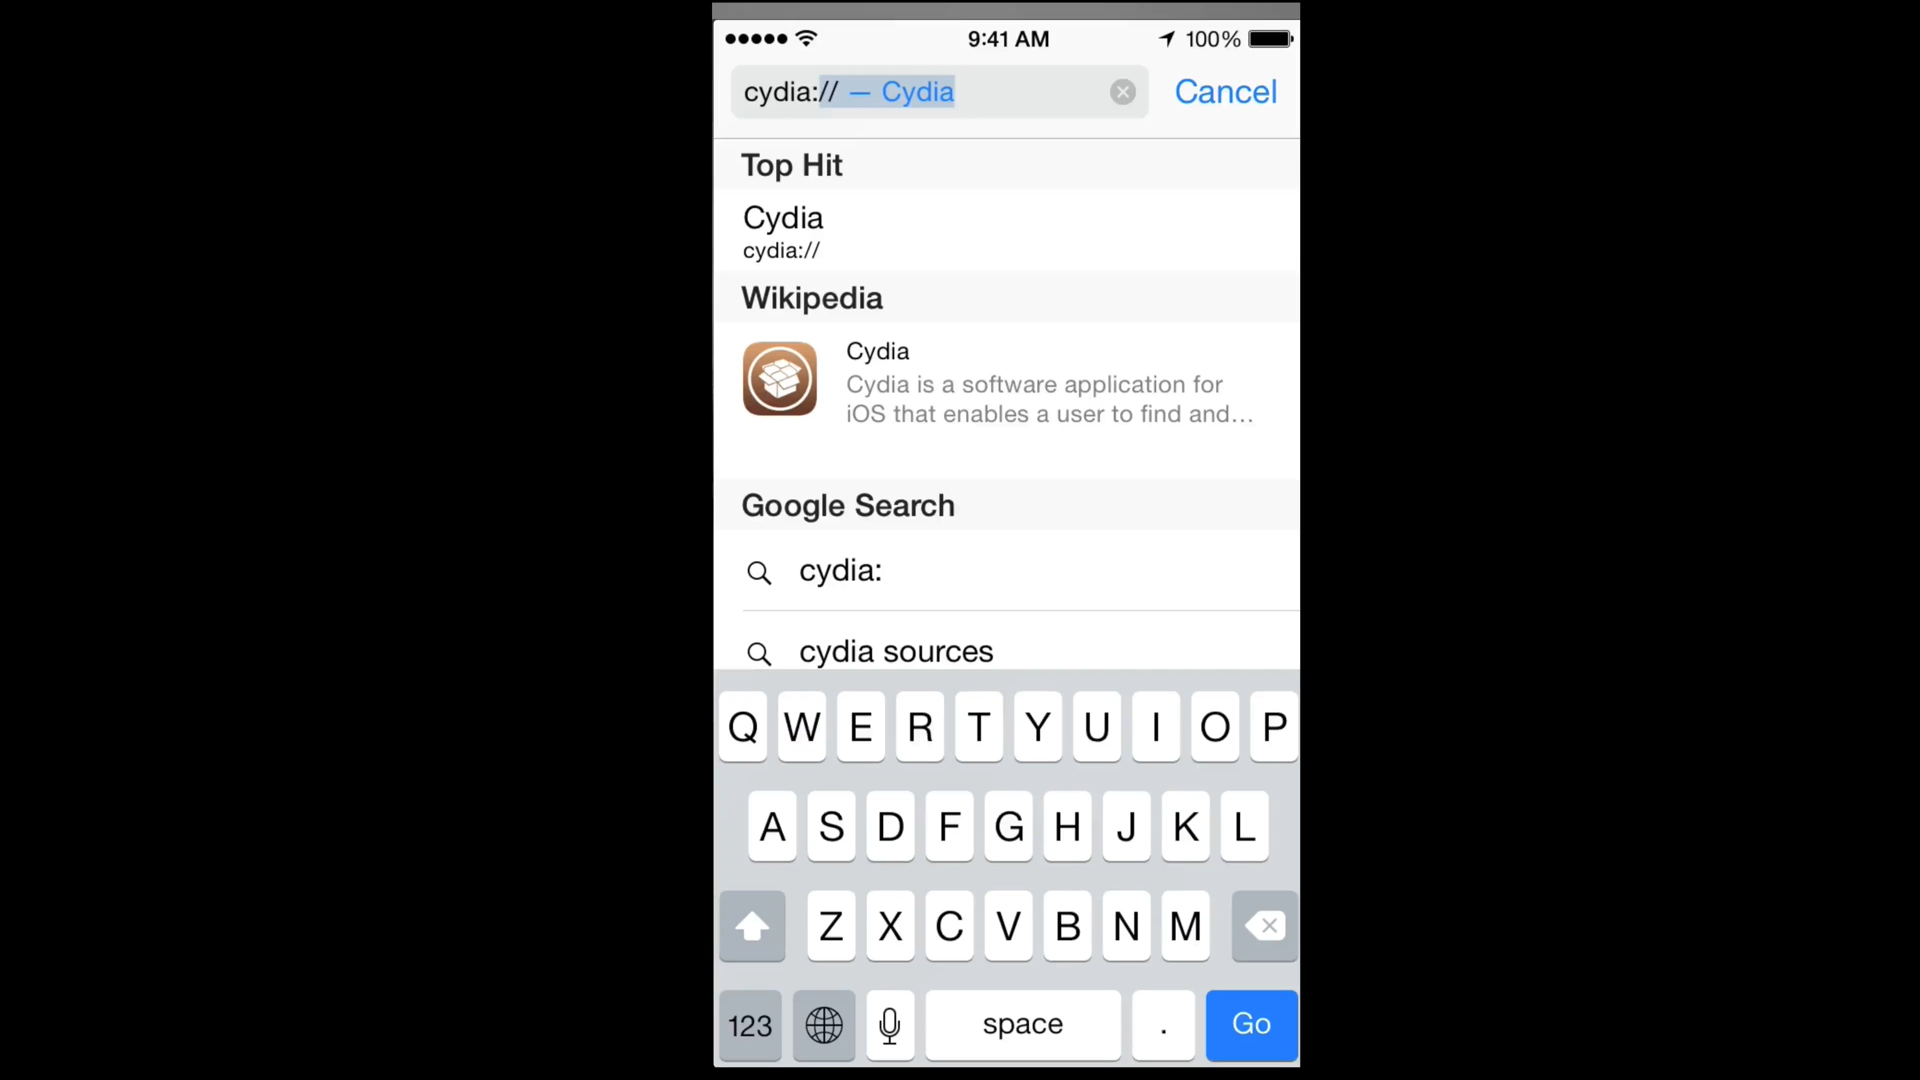 9:41 AM 100%
cydia:// — Cydia Cancel
Top Hit
Cydia
cydia://
Wikipedia
Cydia
Cydia is a software application for
iOS that enables a user to find and...
Google Search
cydia:
cydia sources
Q W E R T Y U I O P
A S D F G H J K L
Z X C V B N M
123 space . Go